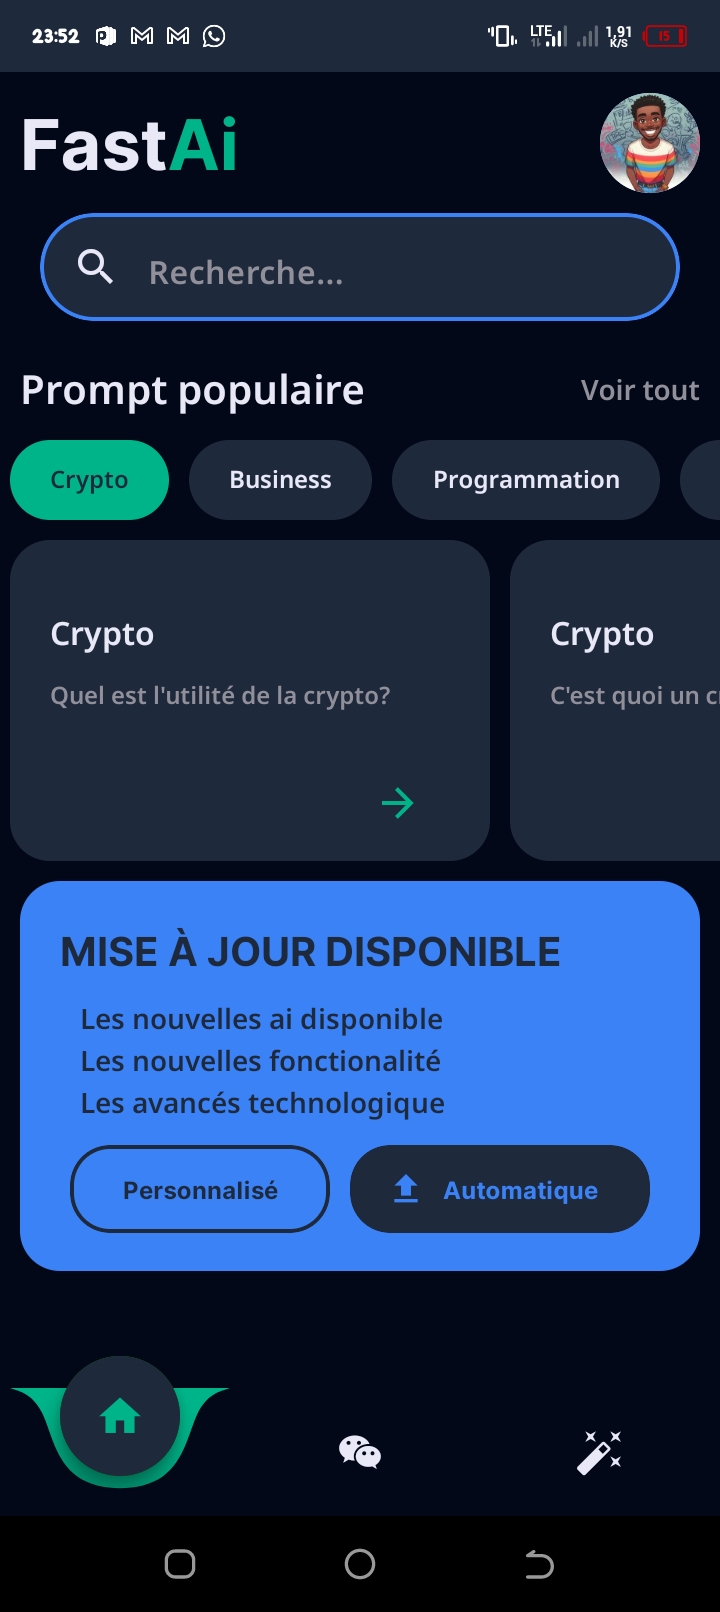 23:52 LTE 1,91 K/S 15
FastAi
Recherche...
Prompt populaire Voir tout
Crypto Business Programmation
Crypto Crypto
Quel est l'utilité de la crypto? C'est quoi un
MISE À JOUR DISPONIBLE
Les nouvelles ai disponible
Les nouvelles fonctionalité
Les avancés technologique
Personnalisé Automatique